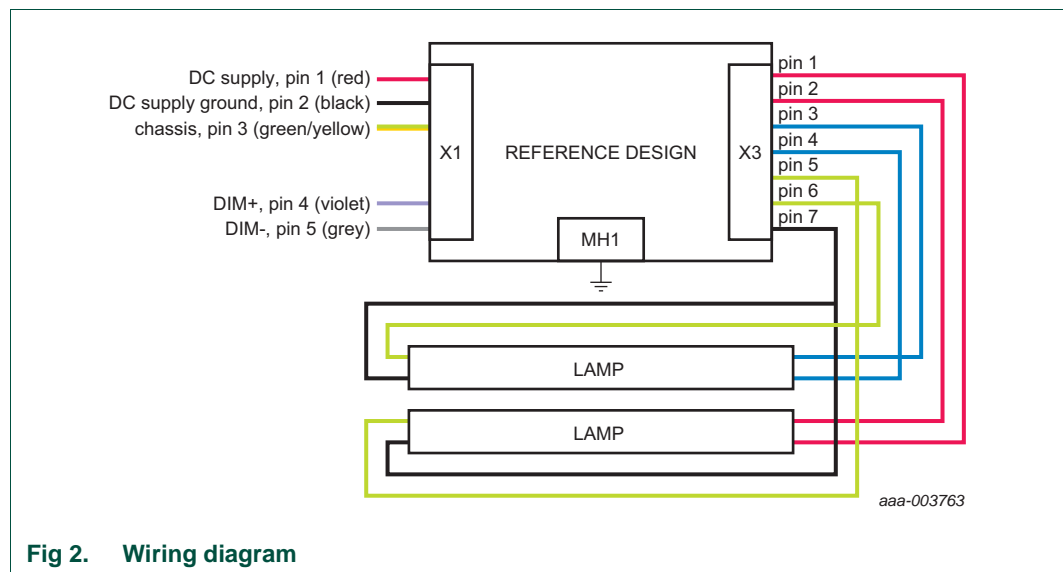 DC supply, pin 1 (red)
DC supply ground, pin 2 (black)
chassis, pin 3 (green/yellow)
DIM+, pin 4 (violet)
DIM-, pin 5 (grey)
X1
REFERENCE DESIGN
X3
MH1
pin 1
pin 2
pin 3
pin 4
pin 5
pin 6
pin 7
LAMP
LAMP
aaa-003763
Fig 2. Wiring diagram